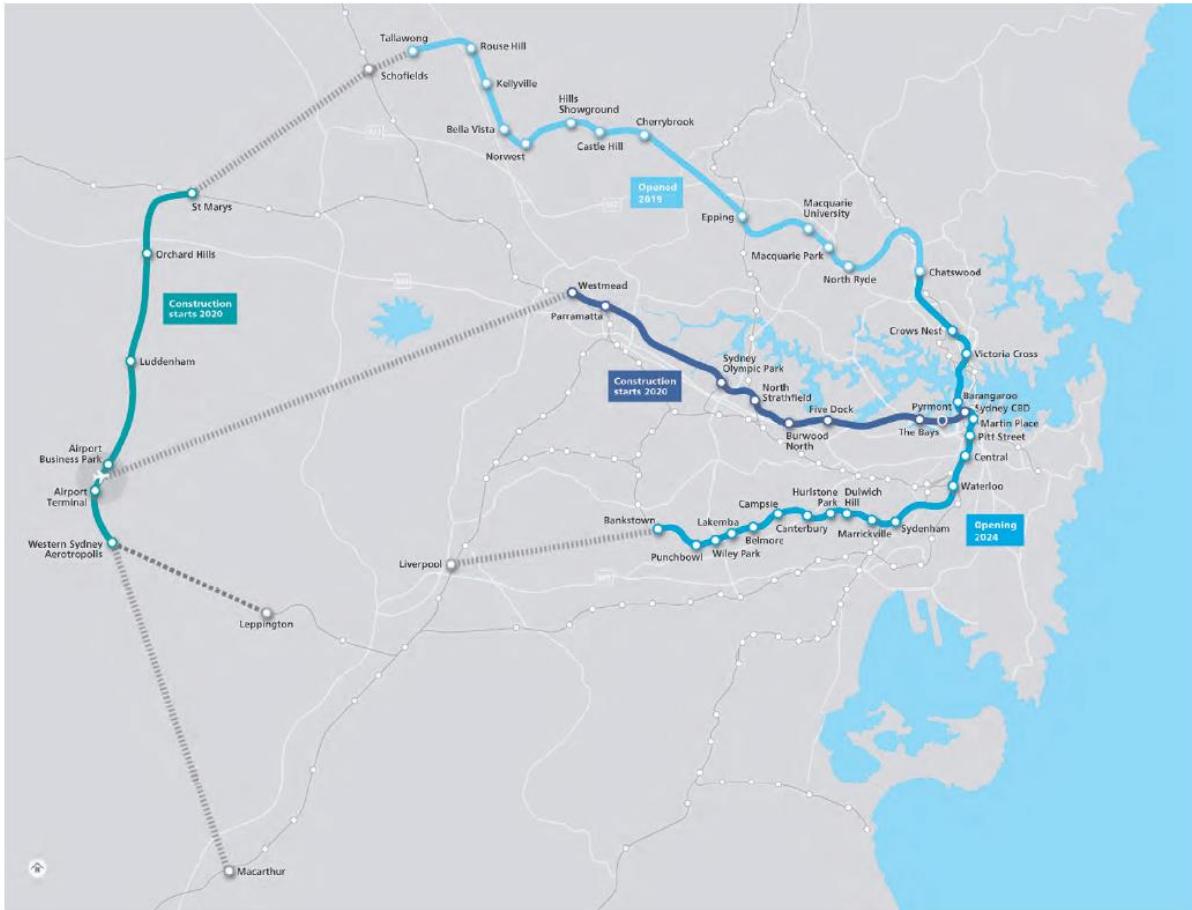 Tallawong
Rouse Hill
Schofields
Kellyville
Hills
Showground
Cherrybrook
Bella Vista
Norwest
Castle Hill
Opened
2019
St Marys
Epping
Macquarie
University
Orchard Hills
Macquarie Park
North Ryde
Chatswood
Westmead
Construction
starts 2020
Parramatta
Crows Nest
Luddenham
Victoria Cross
Sydney
Olympic Park
Construction
starts 2020
North
Strathfield
Barangaroo
Five Dock
Pyrmont
Sydney CBD
Martin Place
The Bays
Burwood
North
Pitt Street
Airport
Business Park
Central
Airport
Terminal
Waterloo
Hurlstone
Park
Dulwich
Hill
Campsie
Bankstown
Lakemba
Canterbury
Sydenham
Opening
2024
Marrickville
Belmore
Western Sydney
Aerotropolis
Punchbowl
Wiley Park
Liverpool
Leppington
Macarthur
N